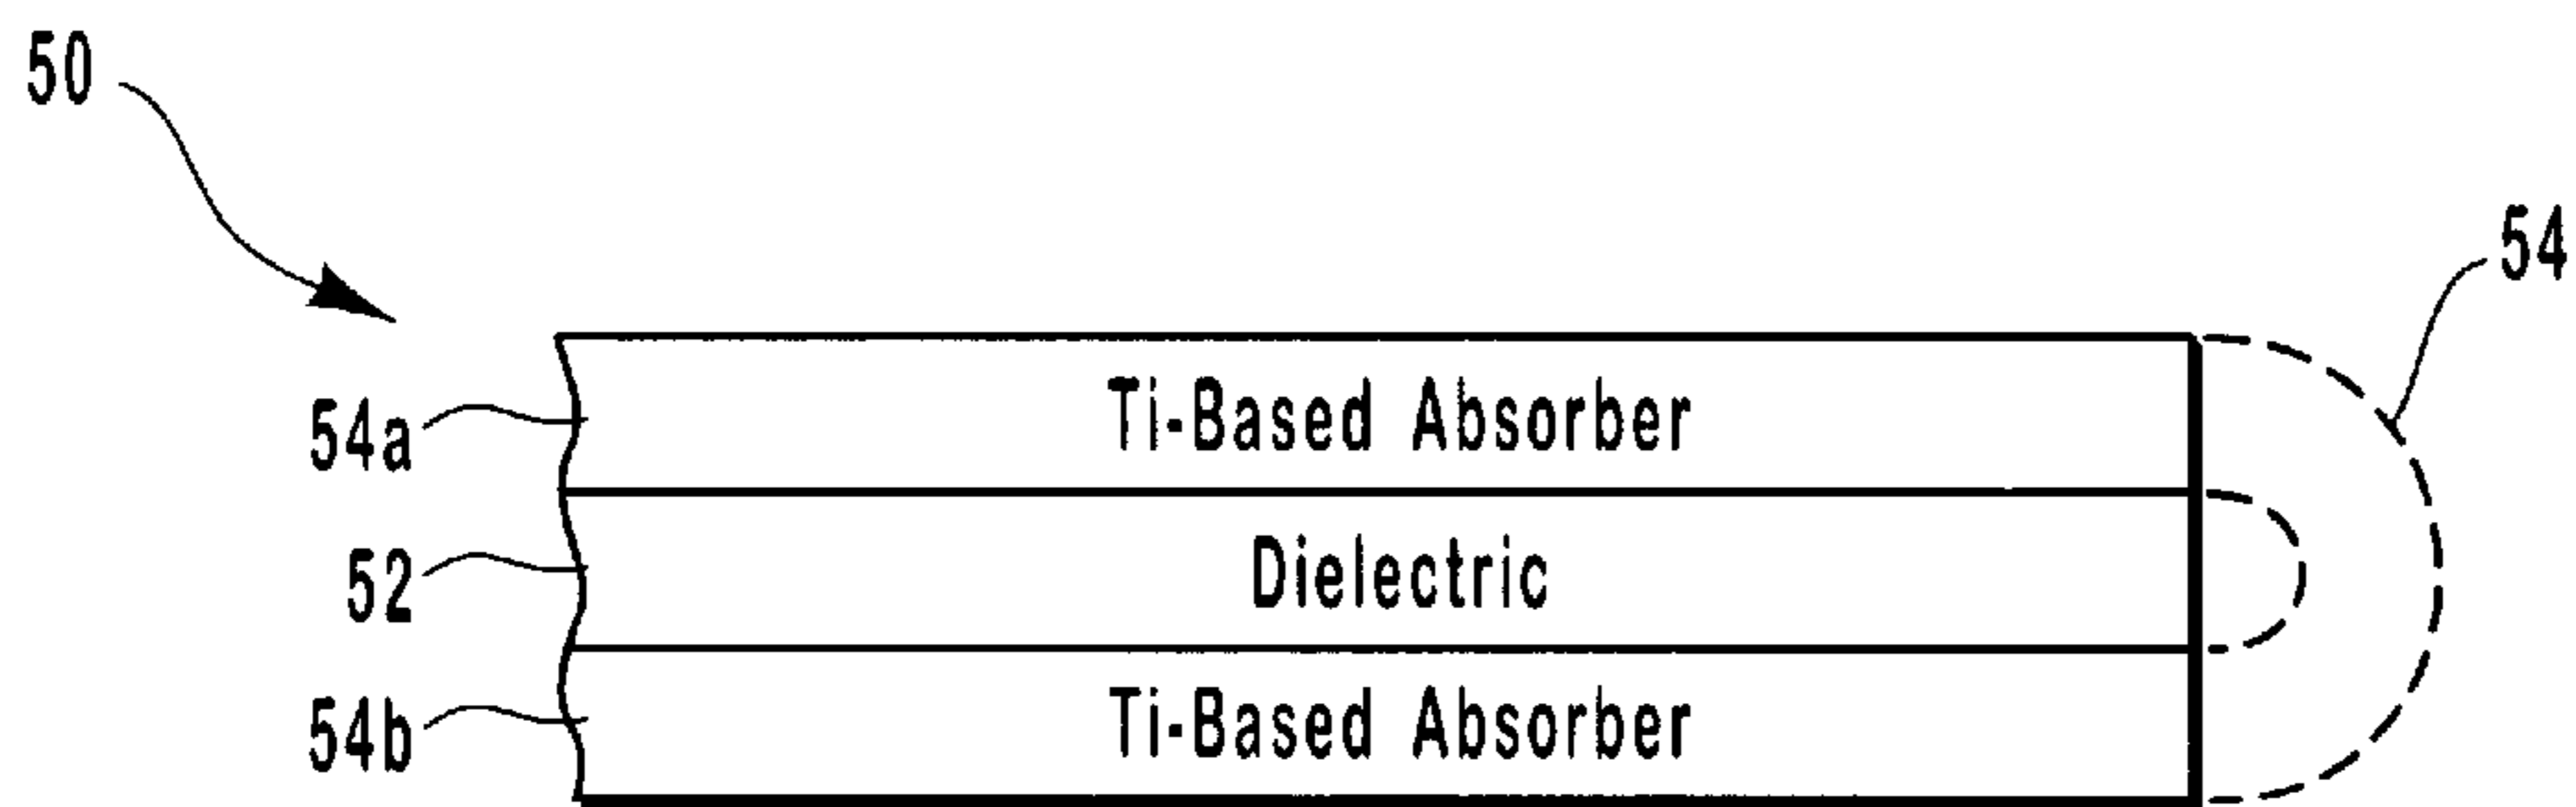 50
54
54a Ti-Based Absorber
52 Dielectric
54b Ti-Based Absorber